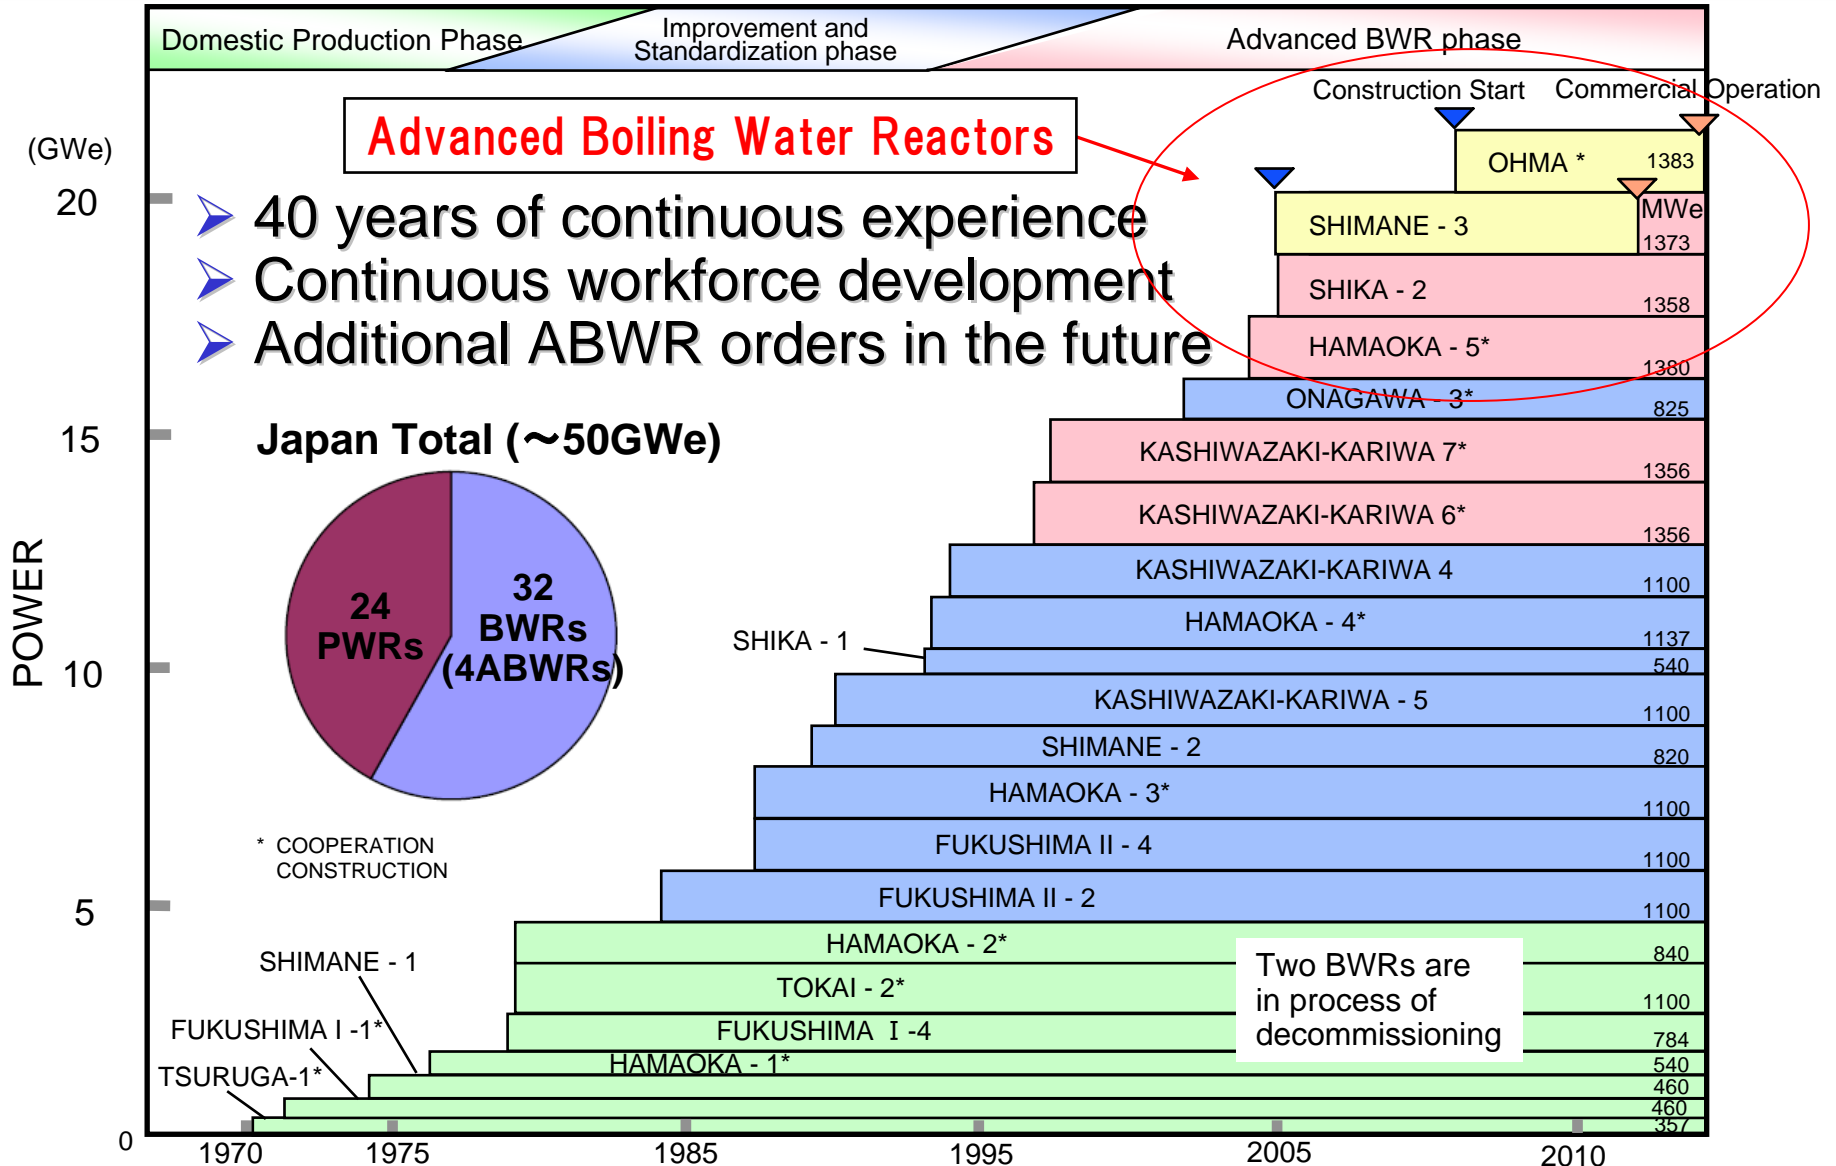 Domestic Production Phase
Improvement and
Standardization phase
Advanced BWR phase
Construction Start
Commercial Operation
Advanced Boiling Water Reactors
(GWe)
OHMA *
1383
20
40 years of continuous experience
MWe
SHIMANE - 3
1373
Continuous workforce development
SHIKA - 2
1358
Additional ABWR orders in the future
HAMAOKA - 5*
1380
ONAGAWA - 3*
825
15
Japan Total (~50GWe)
KASHIWAZAKI-KARIWA 7*
1356
KASHIWAZAKI-KARIWA 6*
1356
POWER
KASHIWAZAKI-KARIWA 4
1100
24
PWRs
32
BWRs
(4ABWRs)
HAMAOKA - 4*
1137
SHIKA - 1
540
10
KASHIWAZAKI-KARIWA - 5
1100
SHIMANE - 2
820
HAMAOKA - 3*
1100
* COOPERATION
CONSTRUCTION
FUKUSHIMA II - 4
1100
FUKUSHIMA II - 2
1100
5
HAMAOKA - 2*
840
SHIMANE - 1
TOKAI - 2*
1100
Two BWRs are
in process of
decommissioning
FUKUSHIMA I -1*
FUKUSHIMA I -4
784
HAMAOKA - 1*
540
TSURUGA-1*
460
460
357
0
1970
1975
1985
1995
2005
2010